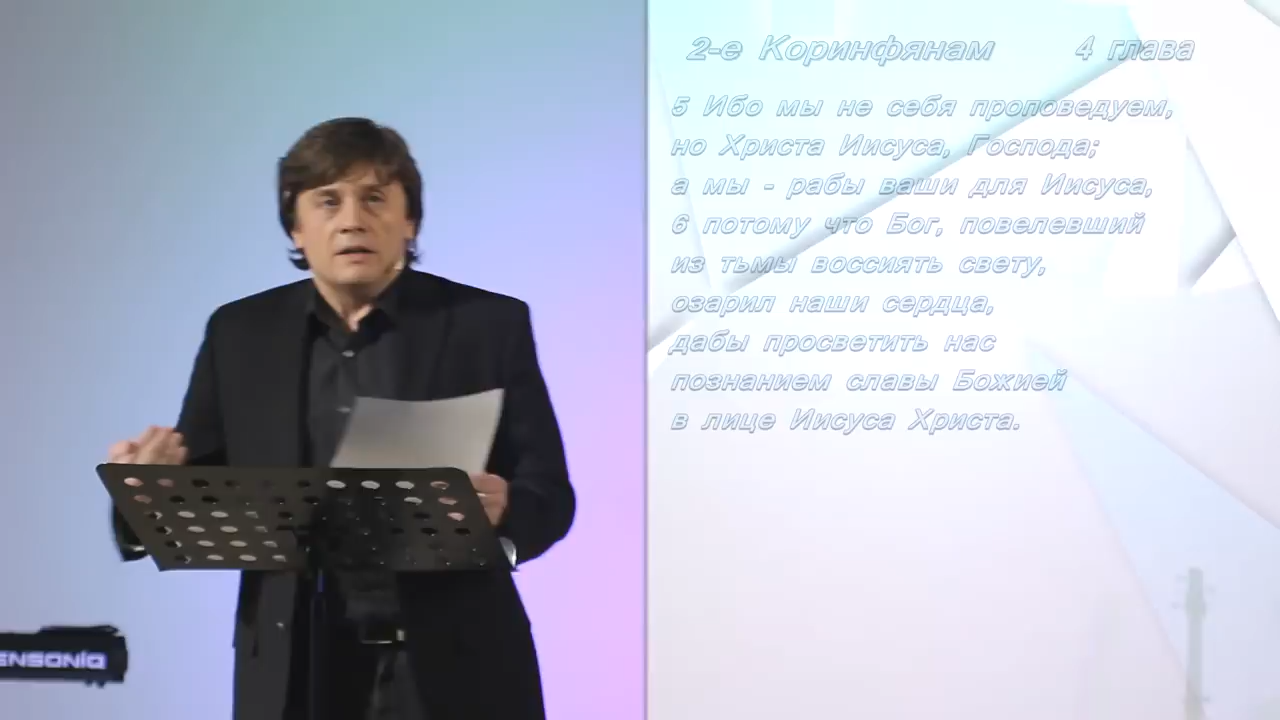 2-е Коринфянам 4 глава
5 Ибо мы не себя проповедуем,
но Христа Иисуса, Господа;
а мы - рабы ваши для Иисуса,
6 потому что Бог, повелевший
из тьмы воссиять свету,
озарил наши сердца,
дабы просветить нас
познанием славы Божией
в лице Иисуса Христа.
ENSONIQ